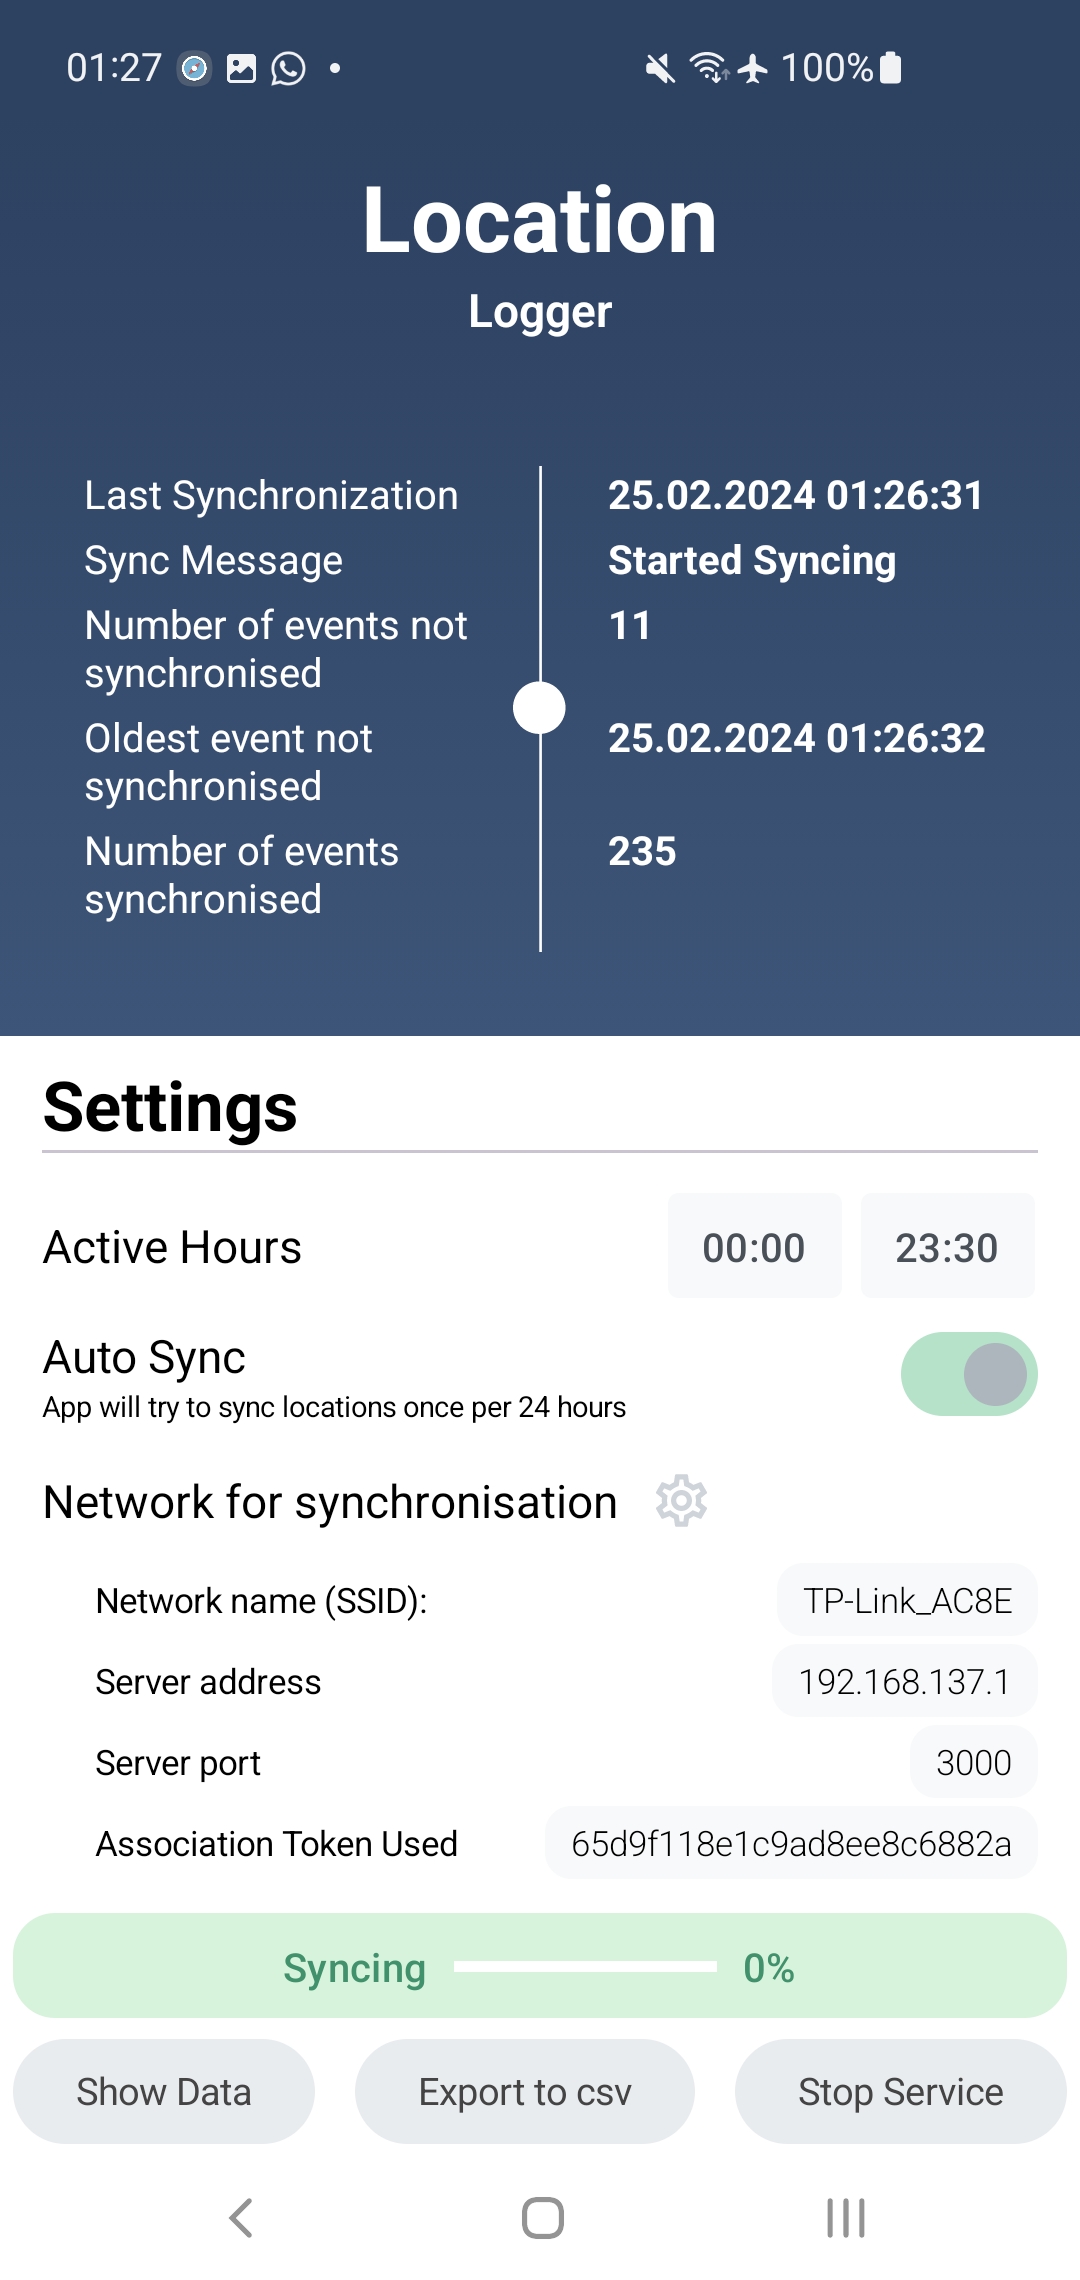 01:27 100%
Location
Logger
Last Synchronization 25.02.2024 01:26:31
Sync Message Started Syncing
Number of events not 11
synchronised
Oldest event not 25.02.2024 01:26:32
synchronised
Number of events 235
synchronised
Settings
Active Hours 00:00 23:30
Auto Sync
App will try to sync locations once per 24 hours
Network for synchronisation
Network name (SSID): TP-Link_AC8E
Server address 192.168.137.1
Server port 3000
Association Token Used 65d9f118e1c9ad8ee8c6882a
Syncing 0%
Show Data Export to csv Stop Service